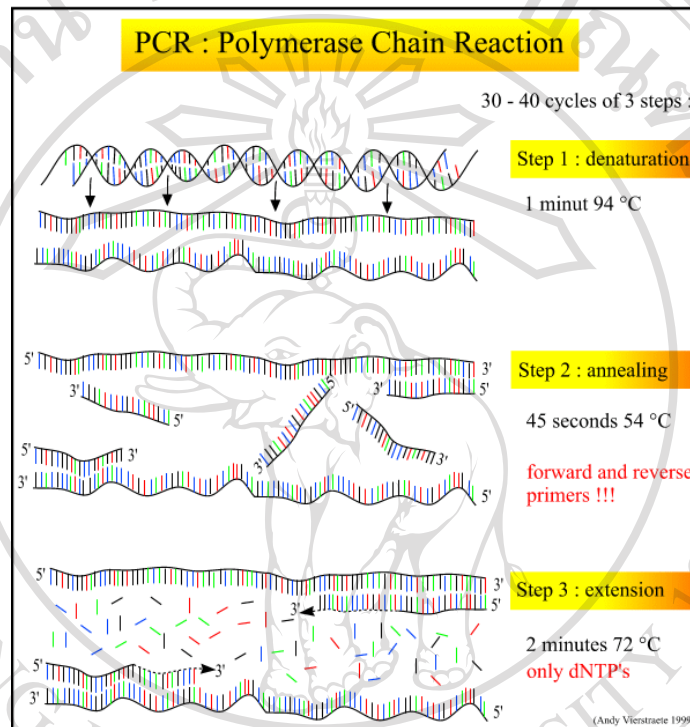 PCR : Polymerase Chain Reaction
30 - 40 cycles of 3 steps :
Step 1 : denaturation
1 minut 94 °C
5'
3'
Step 2 : annealing
3'
5'
5'
3'
5'
45 seconds 54 °C
5'
3'
3'
3'
forward and reverse
primers !!!
3'
5'
5'
3'
Step 3 : extension
3'
5'
2 minutes 72 °C
only dNTP's
5'
3'
3'
5'
(Andy Vierstraete 1999